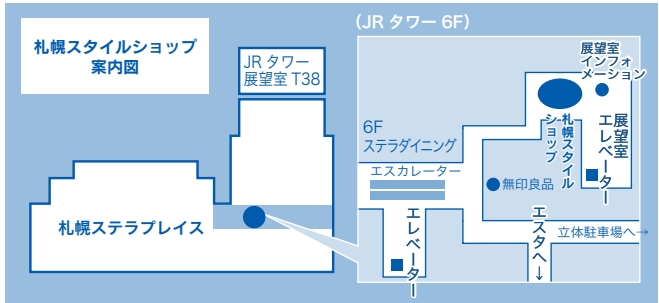 札幌スタイルショップ
案内図
JR タワー
展望室 T38
札幌ステラプレイス
(JR タワー 6F)
6F
ステラダイニング
エスカレーター
エレベーター
展望室
インフォ
メーション
札幌スタイル
ショップ
展望室
エレベーター
無印良品
エスタへ↓
立体駐車場へ→